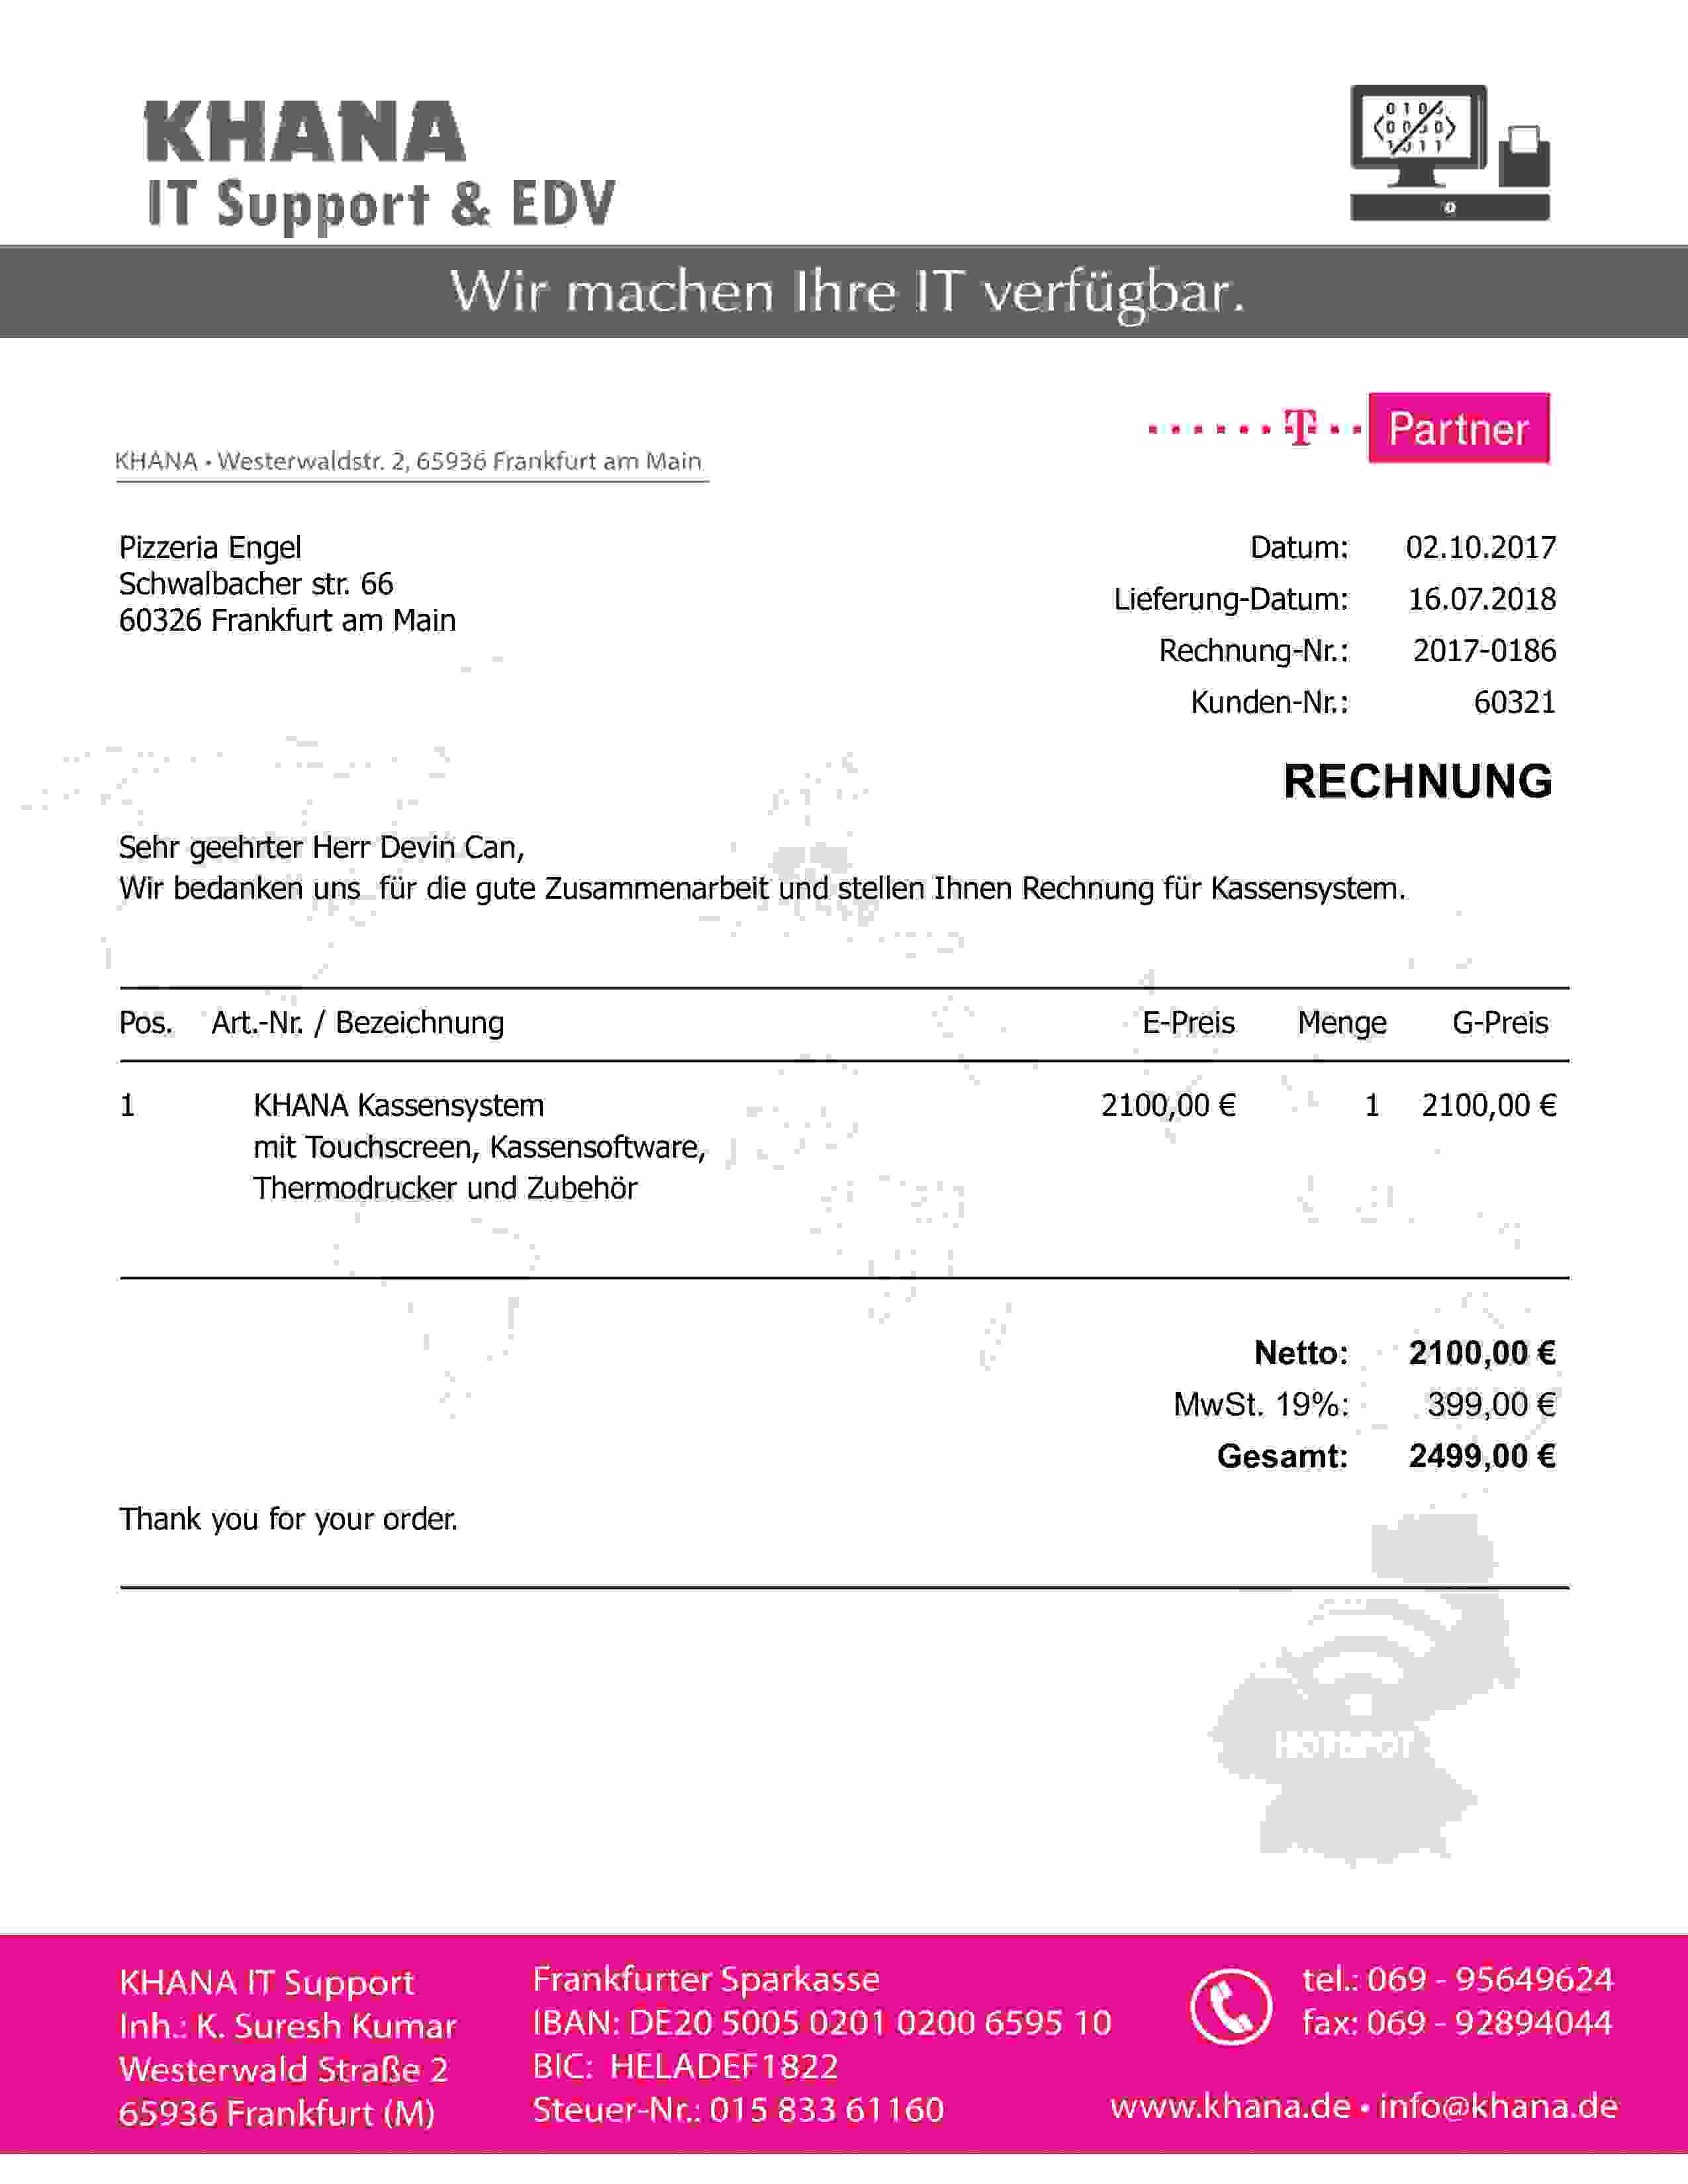 KHANA
IT Support & EDV
Wir machen Ihre IT verfügbar.
T Partner
KHANA • Westerwaldstr. 2, 65936 Frankfurt am Main
Pizzeria Engel
Schwalbacher str. 66
60326 Frankfurt am Main
Datum: 02.10.2017
Lieferung-Datum: 16.07.2018
Rechnung-Nr.: 2017-0186
Kunden-Nr.: 60321
RECHNUNG
Sehr geehrter Herr Devin Can,
Wir bedanken uns für die gute Zusammenarbeit und stellen Ihnen Rechnung für Kassensystem.
Pos. Art.-Nr. / Bezeichnung E-Preis Menge G-Preis
1 KHANA Kassensystem 2100,00 € 1 2100,00 €
mit Touchscreen, Kassensoftware,
Thermodrucker und Zubehör
Netto: 2100,00 €
MwSt. 19%: 399,00 €
Gesamt: 2499,00 €
Thank you for your order.
KHANA IT Support
Inh.: K. Suresh Kumar
Westerwald Straße 2
65936 Frankfurt (M)
Frankfurter Sparkasse
IBAN: DE20 5005 0201 0200 6595 10
BIC: HELADEF1822
Steuer-Nr.: 015 833 61160
tel.: 069 - 95649624
fax: 069 - 92894044
www.khana.de • info@khana.de